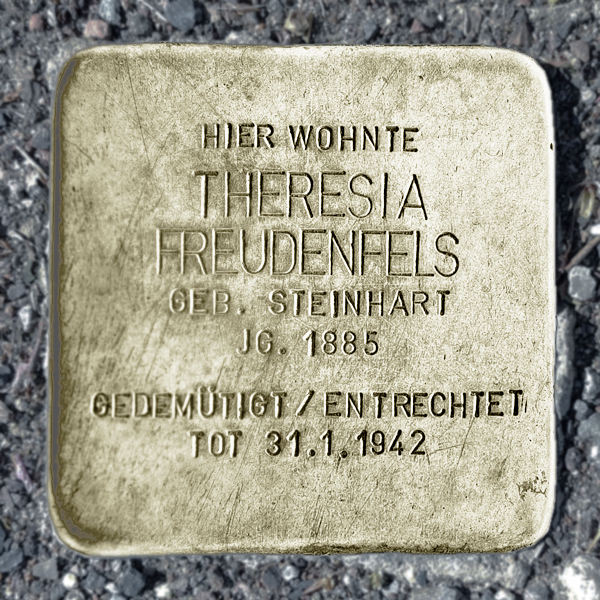 HIER WOHNTE
THERESIA
FREUDENFELS
GEB. STEINHART
JG. 1885
GEDEMÜTIGT / ENTRECHTET
TOT 31.1.1942